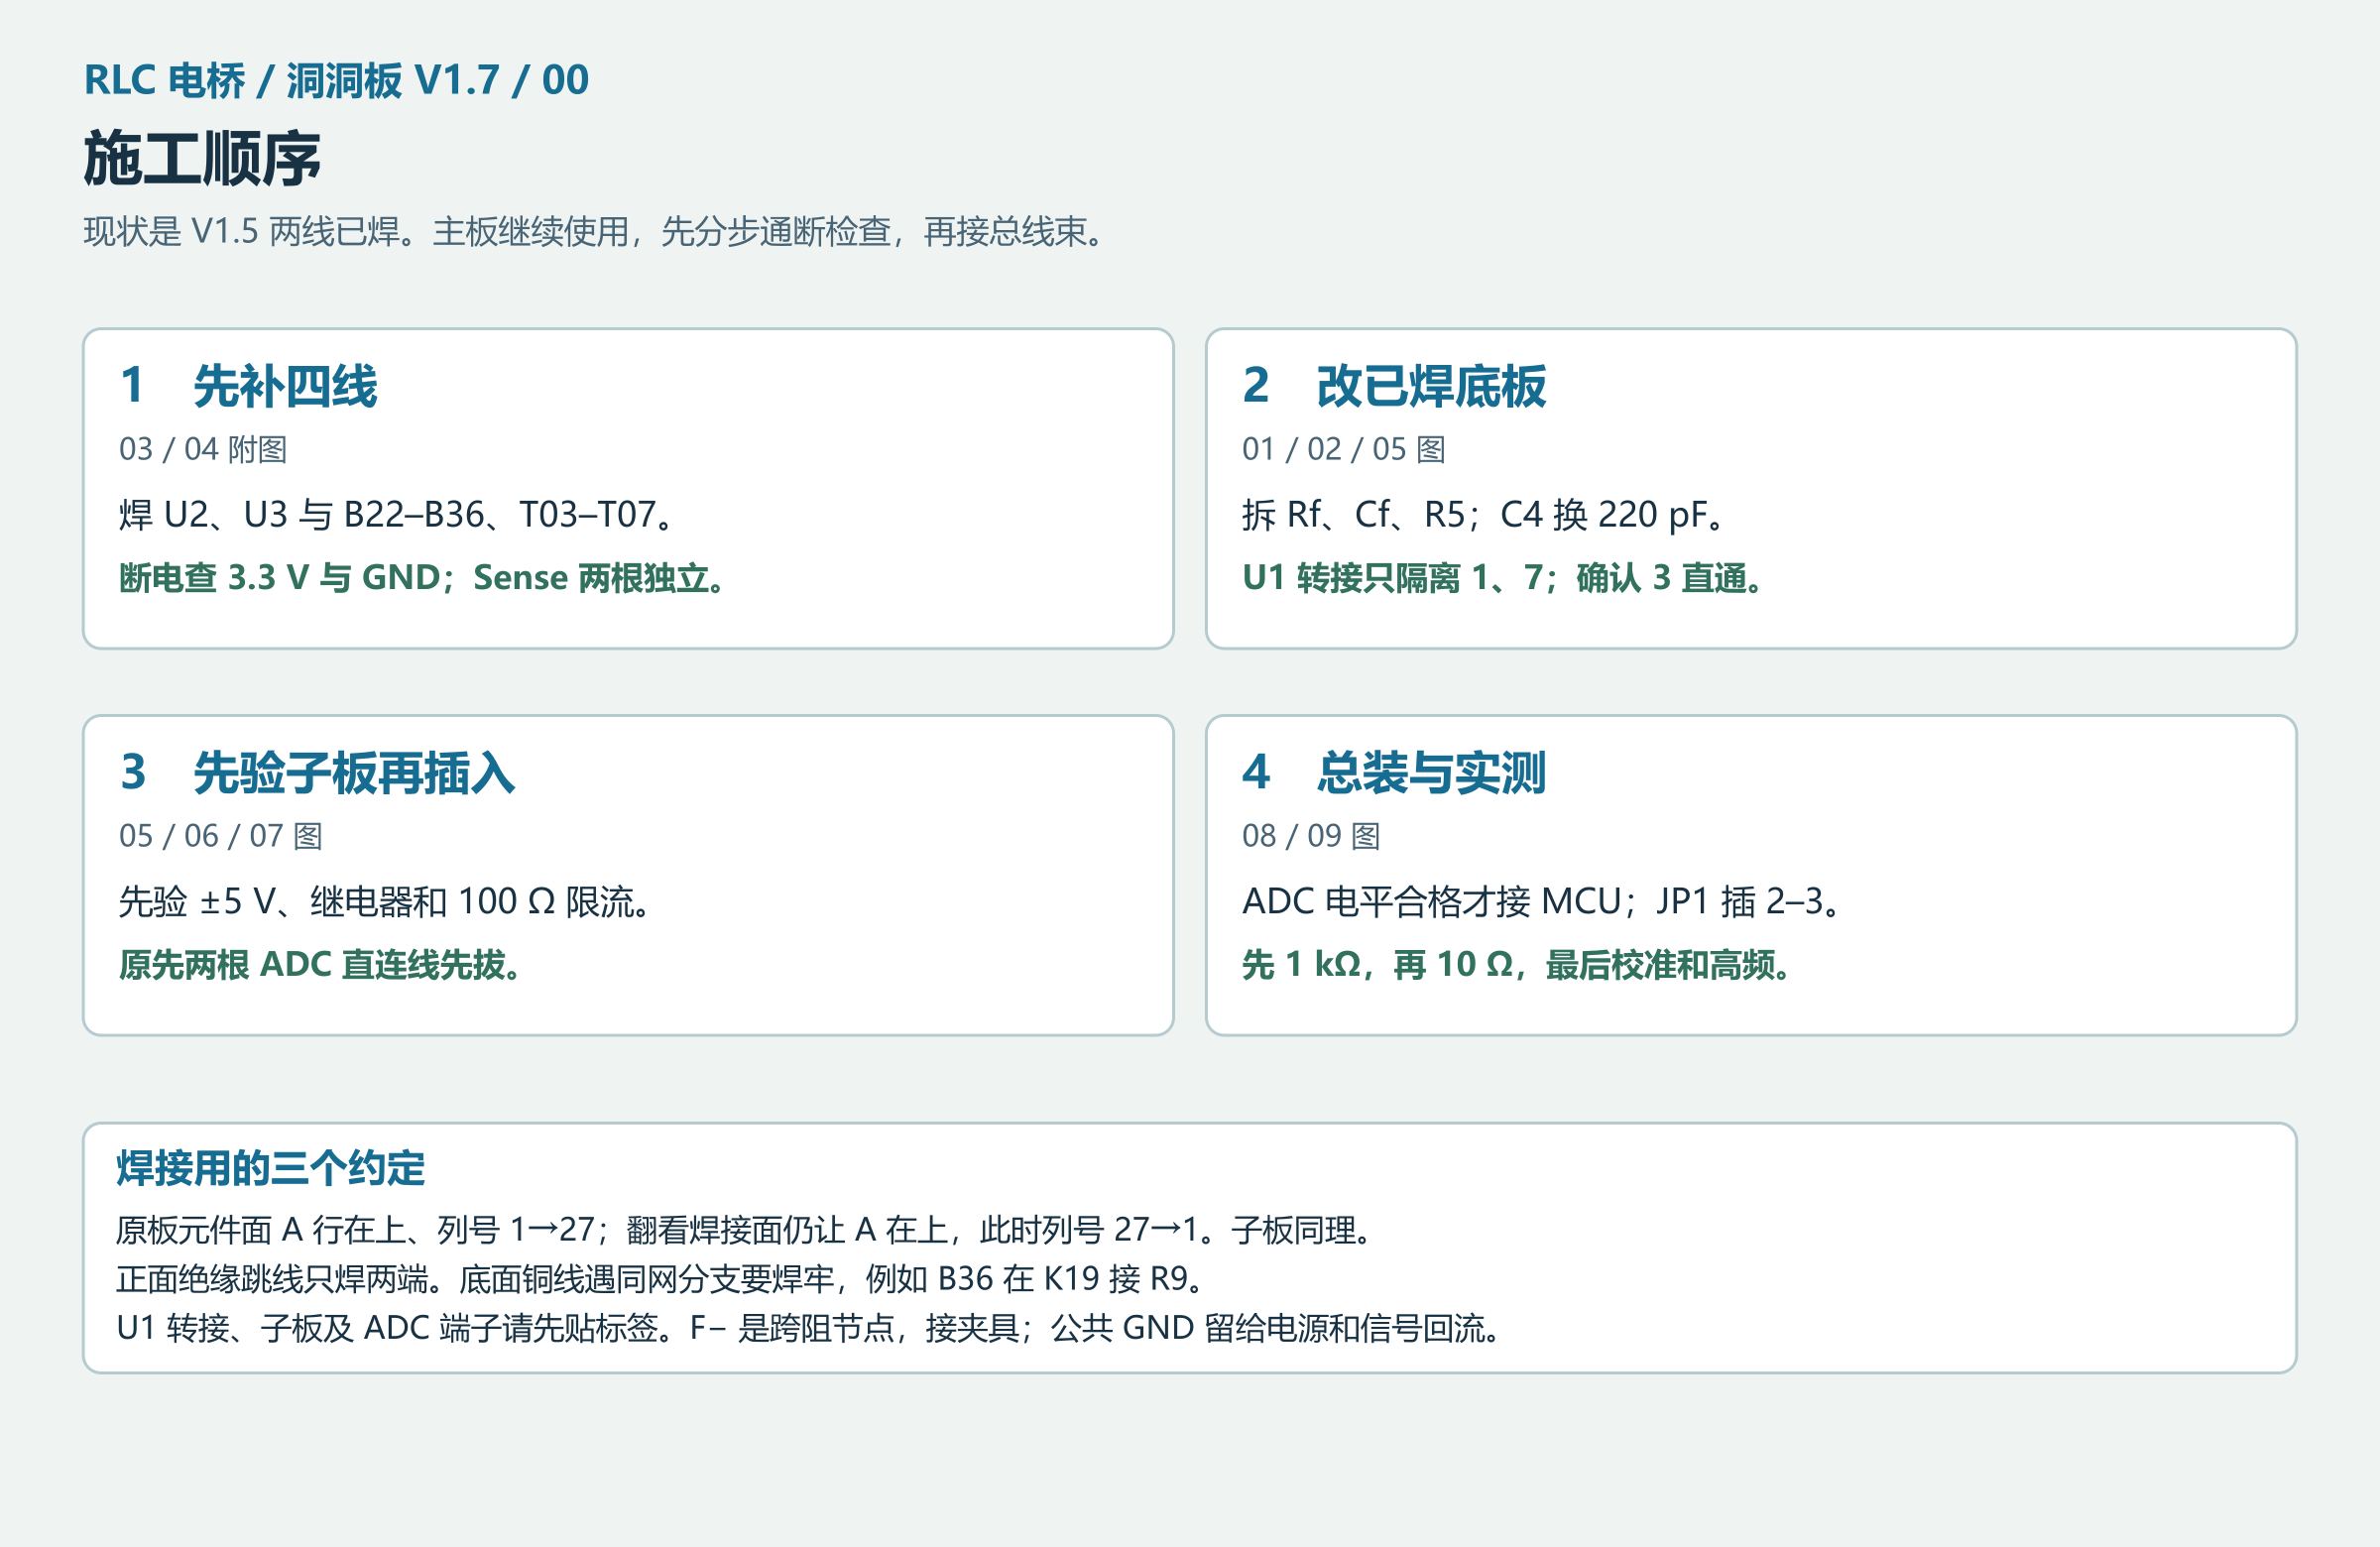 RLC 电桥 / 洞洞板 V1.7 / 00
施工顺序
现状是 V1.5 两线已焊。主板继续使用，先分步通断检查，再接总线束。
1 先补四线
03 / 04 附图
焊 U2、U3 与 B22–B36、T03–T07。
断电查 3.3 V 与 GND；Sense 两根独立。
2 改已焊底板
01 / 02 / 05 图
拆 Rf、Cf、R5；C4 换 220 pF。
U1 转接只隔离 1、7；确认 3 直通。
3 先验子板再插入
05 / 06 / 07 图
先验 ±5 V、继电器和 100 Ω 限流。
原先两根 ADC 直连线先拔。
4 总装与实测
08 / 09 图
ADC 电平合格才接 MCU；JP1 插 2–3。
先 1 kΩ，再 10 Ω，最后校准和高频。
焊接用的三个约定
原板元件面 A 行在上、列号 1→27；翻看焊接面仍让 A 在上，此时列号 27→1。子板同理。
正面绝缘跳线只焊两端。底面铜线遇同网分支要焊牢，例如 B36 在 K19 接 R9。
U1 转接、子板及 ADC 端子请先贴标签。F− 是跨阻节点，接夹具；公共 GND 留给电源和信号回流。